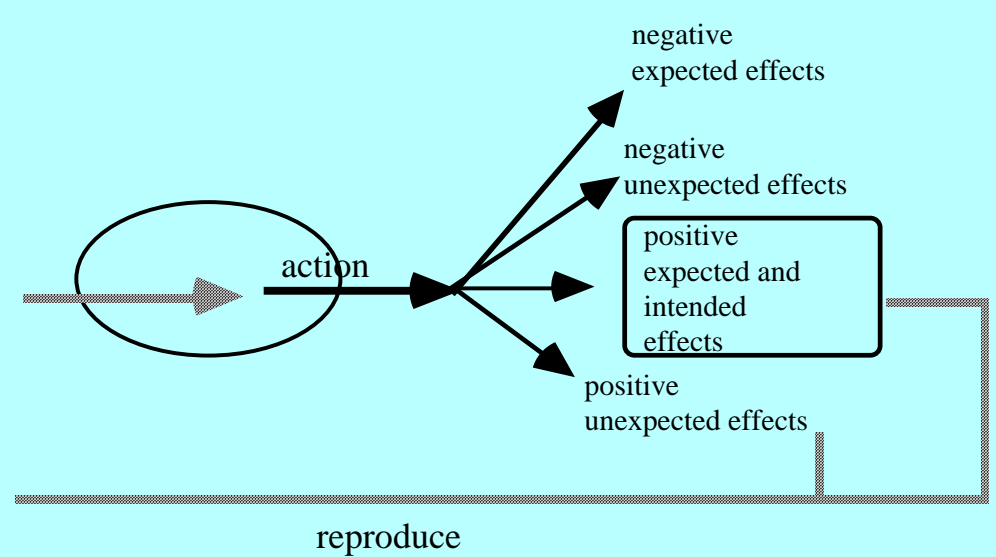 negative
expected effects
negative
unexpected effects
action
positive
expected and
intended
effects
positive
unexpected effects
reproduce